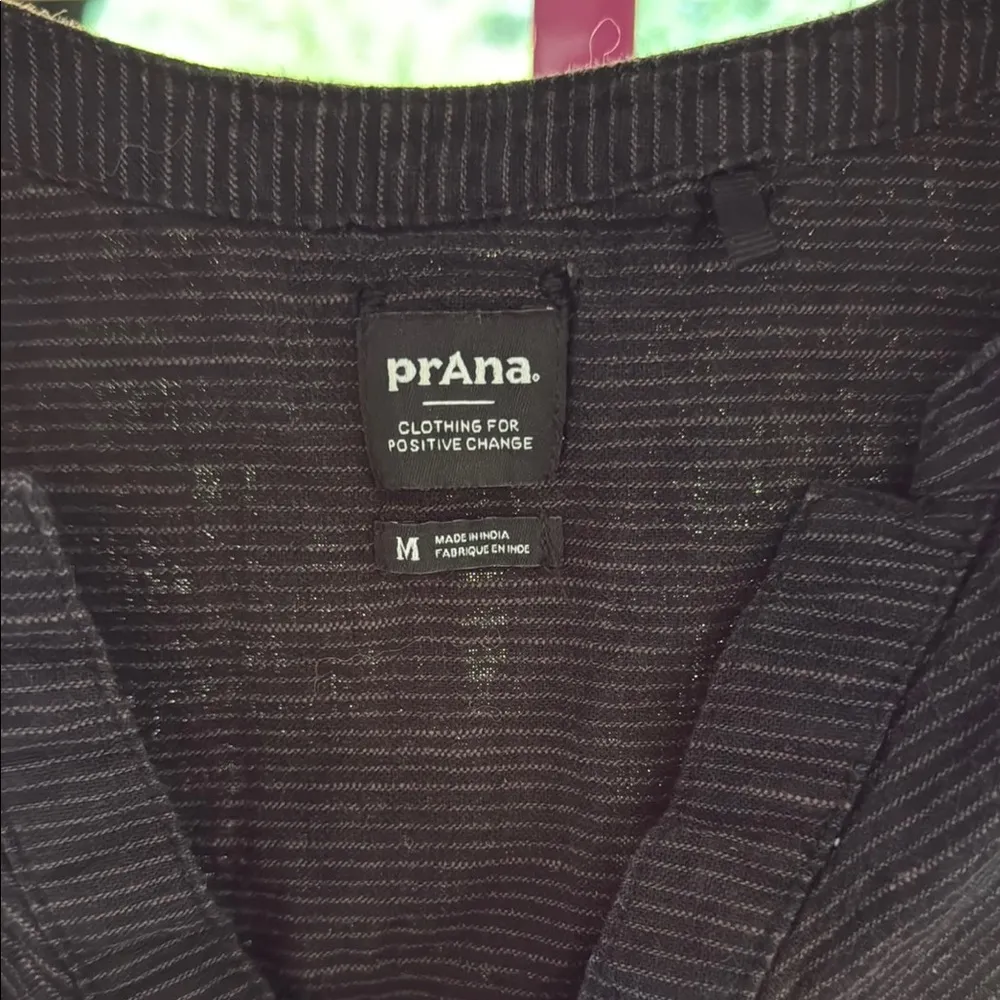 prAna.
CLOTHING FOR
POSITIVE CHANGE
M
MADE IN INDIA
FABRIQUE EN INDE